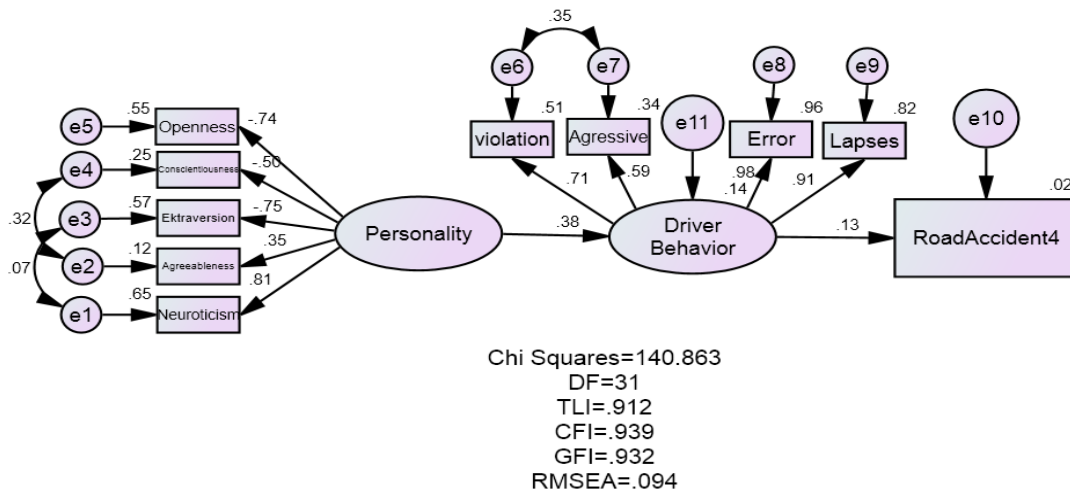 .35
e6
e7
e8
e9
.55
-.74
.51
.34
.96
.82
e5
Openness
e11
e10
violation
Agressive
Error
Lapses
.25
-.50
e4
Conscientiousness
.98
.71
.59
.14
.91
.02
.57
-.75
e3
Ektraversion
.32
Personality
.38
Driver
Behavior
.13
RoadAccident4
.12
.35
e2
Agreeableness
.07
.65
.81
e1
Neuroticism
Chi Squares=140.863
DF=31
TLI=.912
CFI=.939
GFI=.932
RMSEA=.094